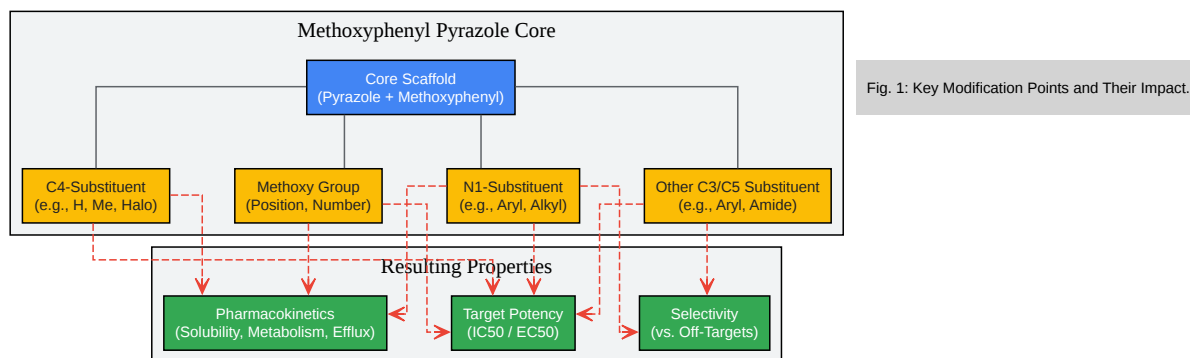 Methoxyphenyl Pyrazole Core
Core Scaffold
(Pyrazole + Methoxyphenyl)
Fig. 1: Key Modification Points and Their Impact.
C4-Substituent
(e.g., H, Me, Halo)
Methoxy Group
(Position, Number)
N1-Substituent
(e.g., Aryl, Alkyl)
Other C3/C5 Substituent
(e.g., Aryl, Amide)
Resulting Properties
Pharmacokinetics
(Solubility, Metabolism, Efflux)
Target Potency
(IC50 / EC50)
Selectivity
(vs. Off-Targets)